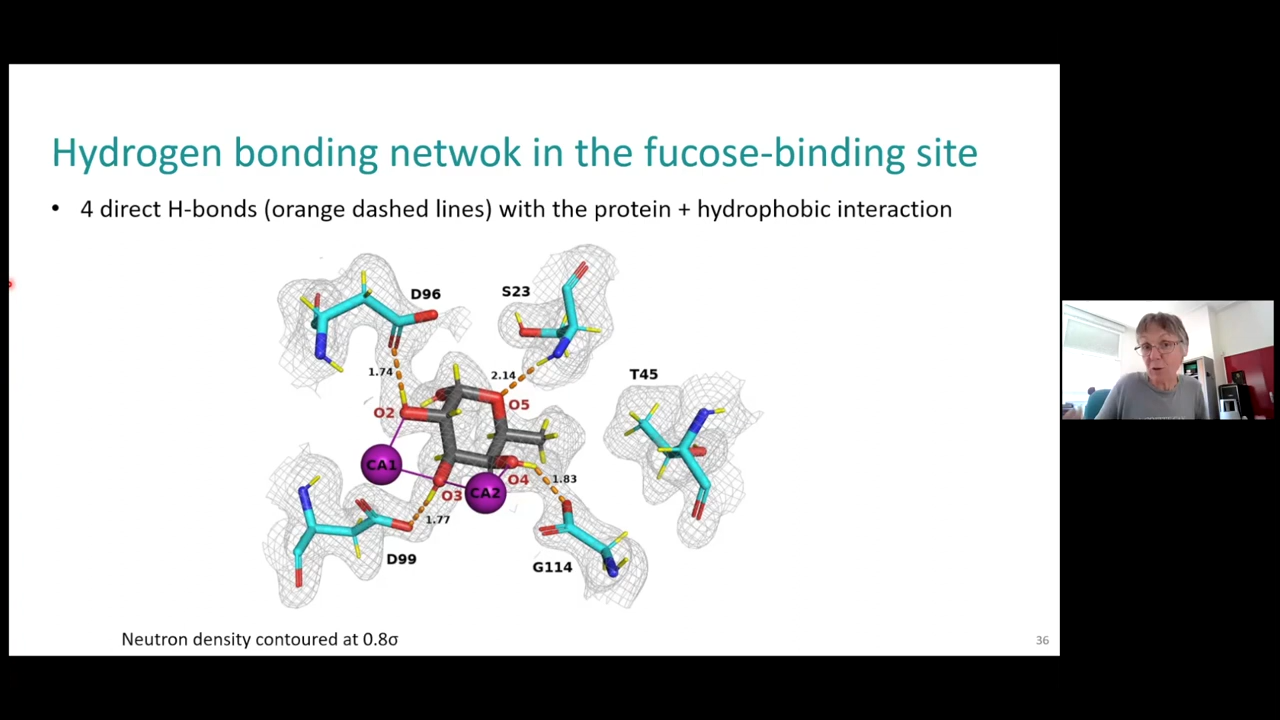 Hydrogen bonding netwok in the fucose-binding site
• 4 direct H-bonds (orange dashed lines) with the protein + hydrophobic interaction
D96
S23
1.74
2.14
T45
O2
O5
CA1
O4
1.83
O3
CA2
1.77
D99
G114
Neutron density contoured at 0.8σ
36